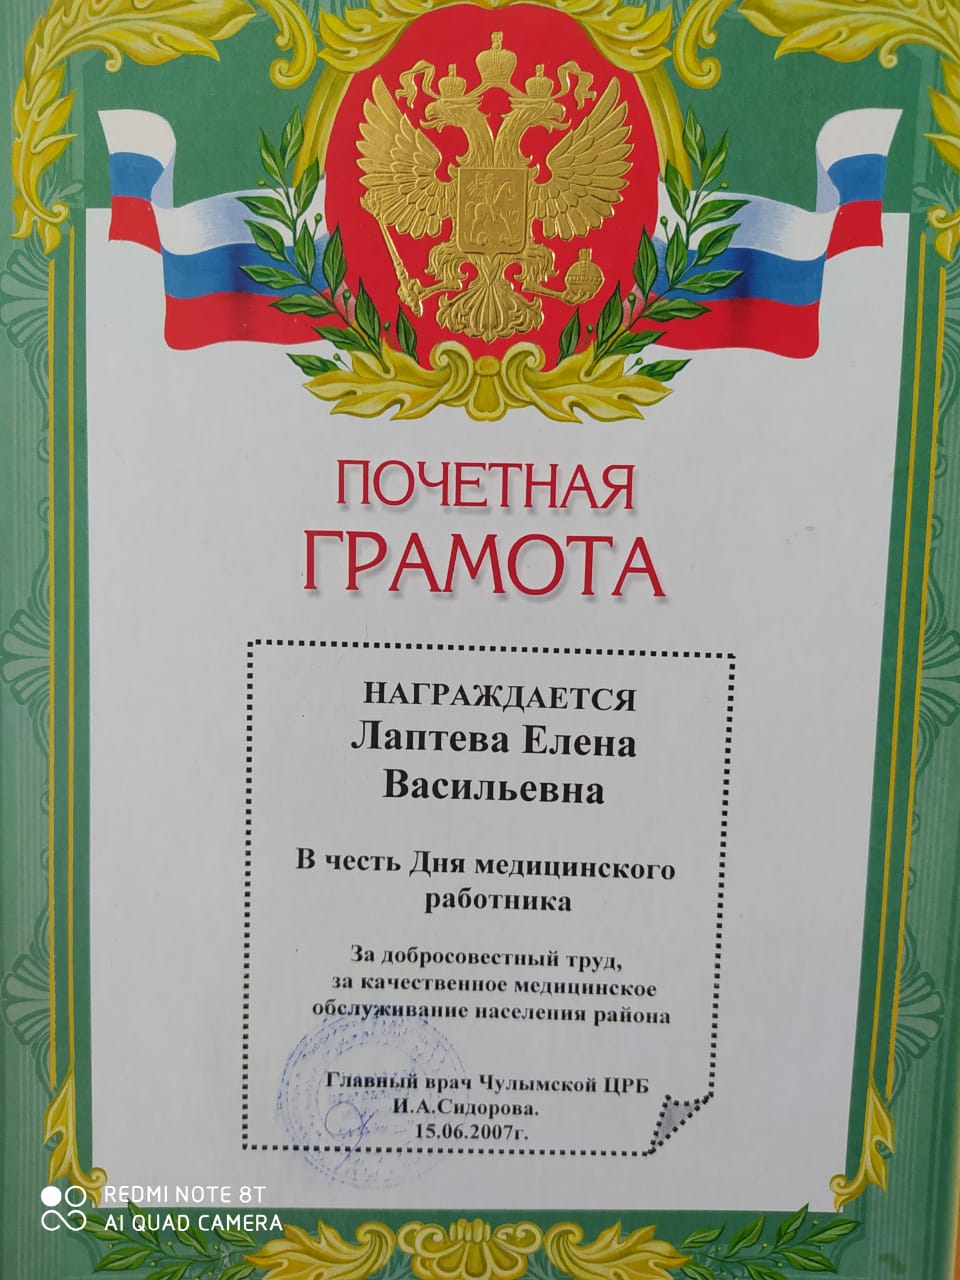 ПОЧЕТНАЯ
ГРАМОТА
НАГРАЖДАЕТСЯ
Лаптева Елена
Васильевна
В честь Дня медицинского
работника
За добросовестный труд,
за качественное медицинское
обслуживание населения района
Главный врач Чулымской ЦРБ
И.А.Сидорова.
15.06.2007г.
REDMI NOTE 8T
AI QUAD CAMERA